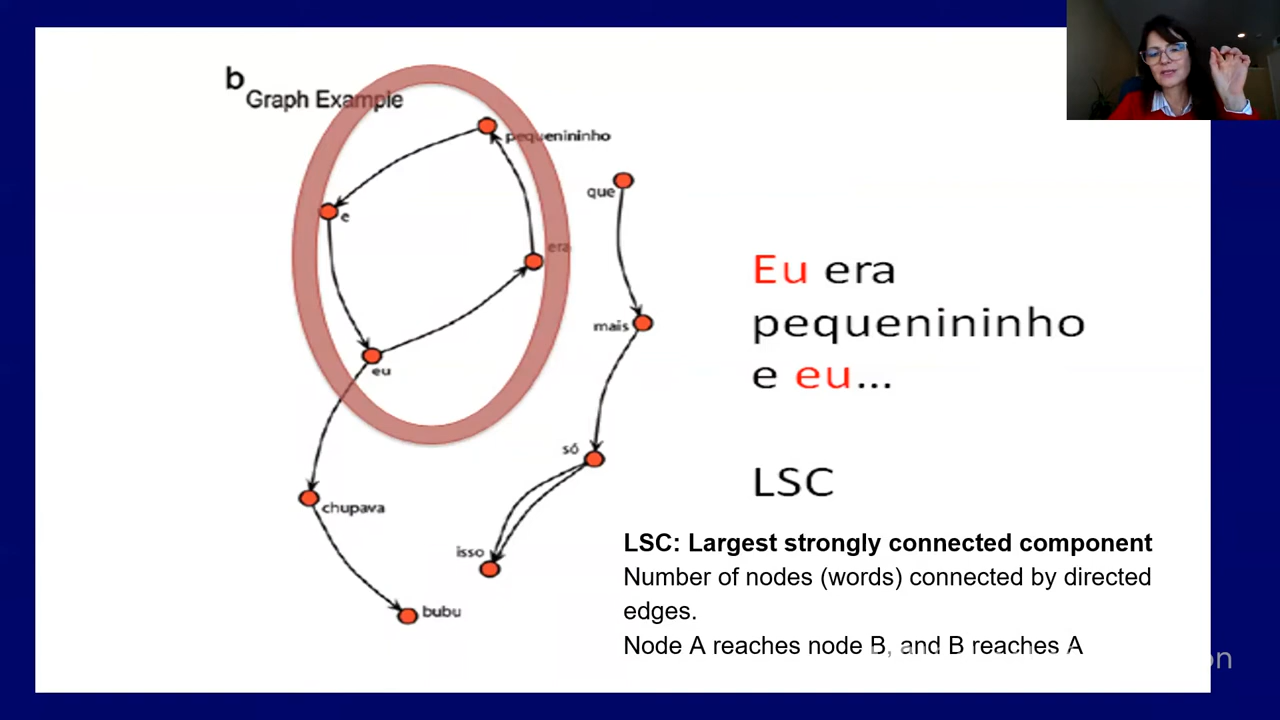 b
Graph Example
pequenininho
que
e
era
mais
eu
só
chupava
isso
bubu
Eu era
pequenininho
e eu...
LSC
LSC: Largest strongly connected component
Number of nodes (words) connected by directed
edges.
Node A reaches node B, and B reaches A